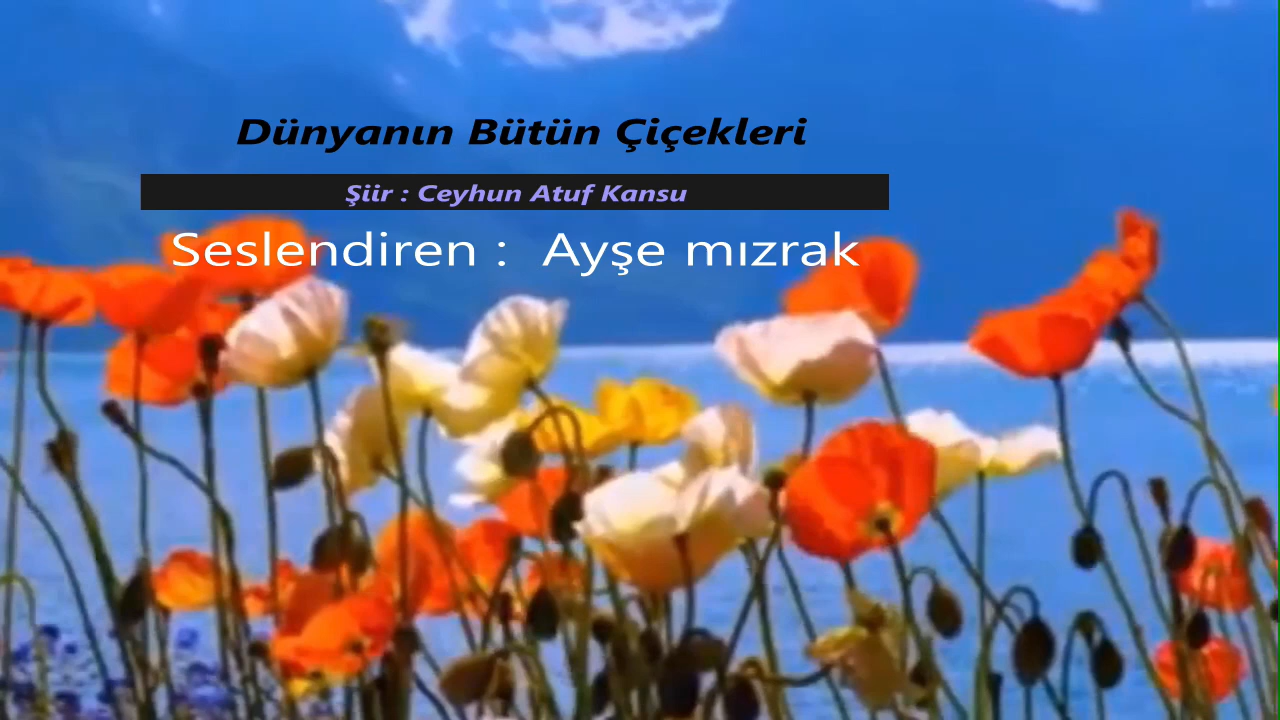 Dünyanın Bütün Çiçekleri
Şiir : Ceyhun Atuf Kansu
Seslendiren : Ayşe mızrak